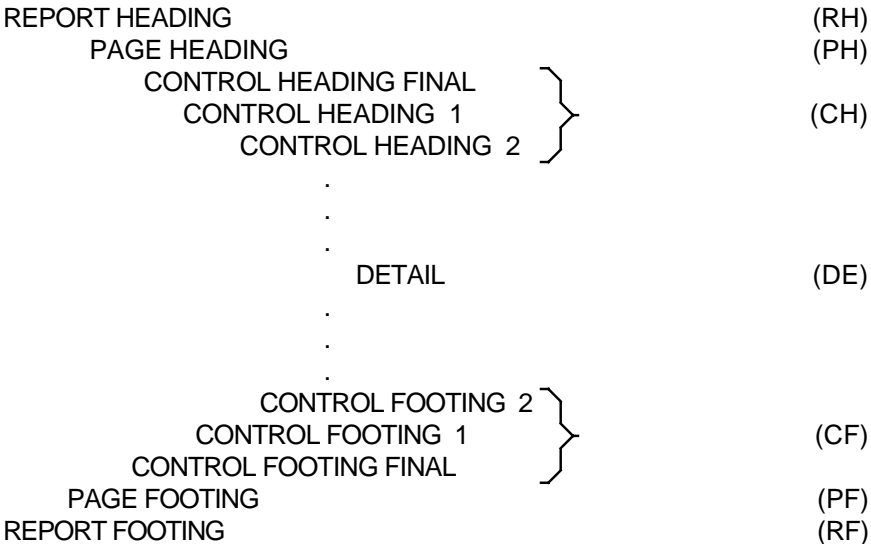 REPORT HEADING (RH)
PAGE HEADING (PH)
CONTROL HEADING FINAL
CONTROL HEADING 1 (CH)
CONTROL HEADING 2
.
.
.
DETAIL (DE)
.
.
.
CONTROL FOOTING 2
CONTROL FOOTING 1 (CF)
CONTROL FOOTING FINAL
PAGE FOOTING (PF)
REPORT FOOTING (RF)